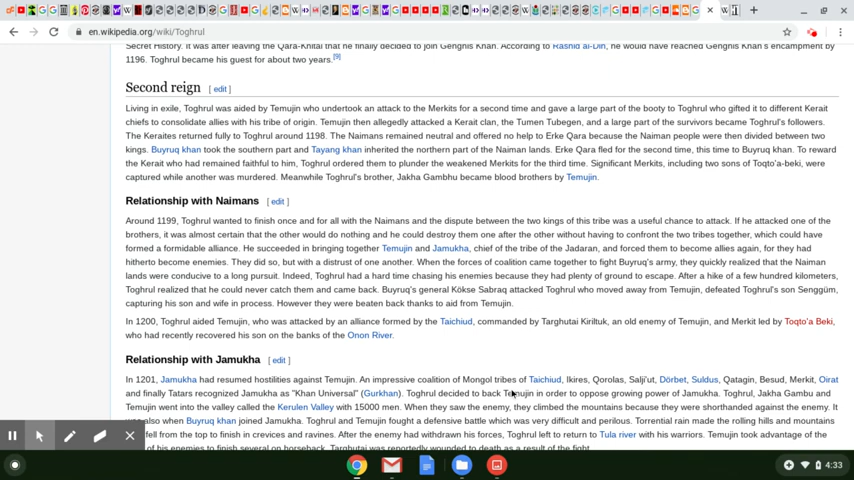 en.wikipedia.org/wiki/Toghrul
Secret History. It was after leaving the Qara-Khitai that he finally decided to join Genghis Khan. According to Rashid al-Din, he would have reached Genghis Khan's encampment by
1196. Toghrul became his guest for about two years.[9]
Second reign [ edit ]
Living in exile, Toghrul was aided by Temujin who undertook an attack to the Merkits for a second time and gave a large part of the booty to Toghrul who gifted it to different Kerait
chiefs to consolidate allies with his tribe of origin. Temujin then allegedly attacked a Kerait clan, the Tumen Tubegen, and a large part of the survivors became Toghrul's followers.
The Keraites returned fully to Toghrul around 1198. The Naimans remained neutral and offered no help to Erke Qara because the Naiman people were then divided between two
kings. Buyruq khan took the southern part and Tayang khan inherited the northern part of the Naiman lands. Erke Qara fled for the second time, this time to Buyruq khan. To reward
the Kerait who had remained faithful to him, Toghrul ordered them to plunder the weakened Merkits for the third time. Significant Merkits, including two sons of Toqto'a-beki, were
captured while another was murdered. Meanwhile Toghrul's brother, Jakha Gambhu became blood brothers by Temujin.
Relationship with Naimans [ edit ]
Around 1199, Toghrul wanted to finish once and for all with the Naimans and the dispute between the two kings of this tribe was a useful chance to attack. If he attacked one of the
brothers, it was almost certain that the other would do nothing and he could destroy them one after the other without having to confront the two tribes together, which could have
formed a formidable alliance. He succeeded in bringing together Temujin and Jamukha, chief of the tribe of the Jadaran, and forced them to become allies again, for they had
hitherto become enemies. They did so, but with a distrust of one another. When the forces of coalition came together to fight Buyruq's army, they quickly realized that the Naiman
lands were conducive to a long pursuit. Indeed, Toghrul had a hard time chasing his enemies because they had plenty of ground to escape. After a hike of a few hundred kilometers,
Toghrul realized that he could never catch them and came back. Buyruq's general Kökse Sabraq attacked Toghrul who moved away from Temujin, defeated Toghrul's son Senggüm,
capturing his son and wife in process. However they were beaten back thanks to aid from Temujin.
In 1200, Toghrul aided Temujin, who was attacked by an alliance formed by the Taichiud, commanded by Targhutai Kiriltuk, an old enemy of Temujin, and Merkit led by Toqto'a Beki,
who had recently recovered his son on the banks of the Onon River.
Relationship with Jamukha [ edit ]
In 1201, Jamukha had resumed hostilities against Temujin. An impressive coalition of Mongol tribes of Taichiud, Ikires, Qorolas, Salji'ut, Dörbet, Suldus, Qatagin, Besud, Merkit, Oirat
and finally Tatars recognized Jamukha as "Khan Universal" (Gurkhan). Toghrul decided to back Temujin in order to oppose growing power of Jamukha. Toghrul, Jakha Gambu and
Temujin went into the valley called the Kerulen Valley with 15000 men. When they saw the enemy, they climbed the mountains because they were shorthanded against the enemy. It
also when Buyruq khan joined Jamukha. Toghrul and Temujin fought a defensive battle which was very difficult and perilous. Torrential rain made the rolling hills and mountains
fell from the top to finish in crevices and ravines. After the enemy had withdrawn his forces, Toghrul left to return to Tula river with his warriors. Temujin took advantage of the
of his enemies to finish several on horseback. Targhutai was reportedly wounded to death as a result of the fight.
4:33